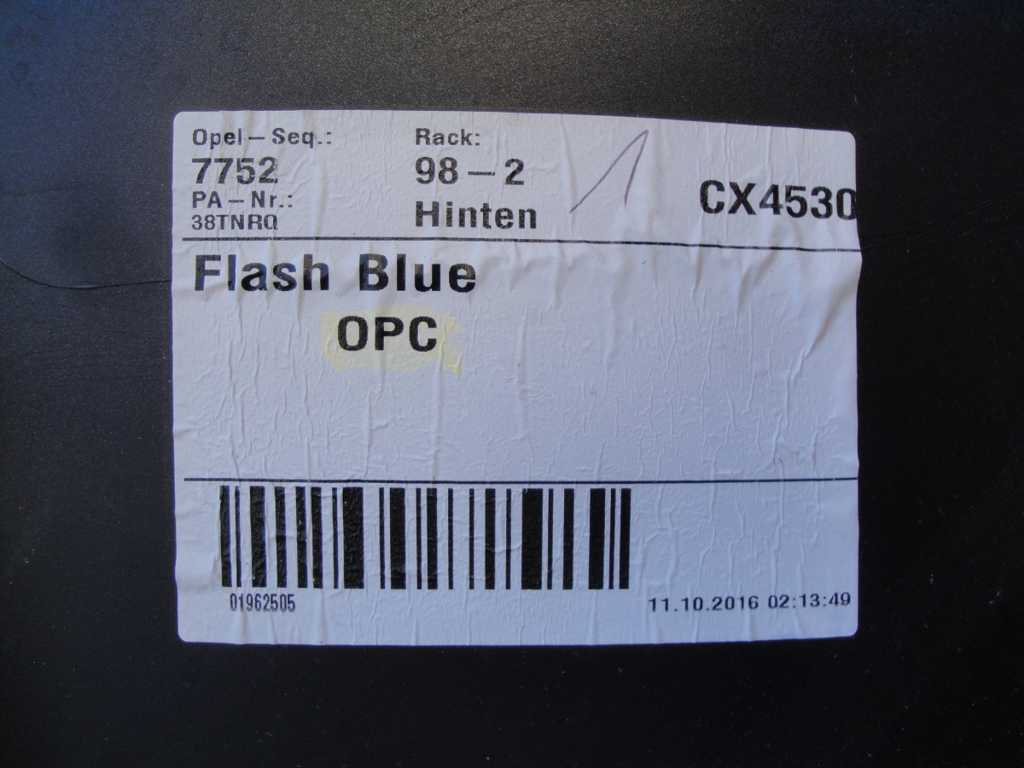 Opel-Seq.: Rack:
7752 98-2 1
PA-Nr.: Hinten CX4530
38TNRQ
Flash Blue
OPC
01962505
11.10.2016 02:13:49